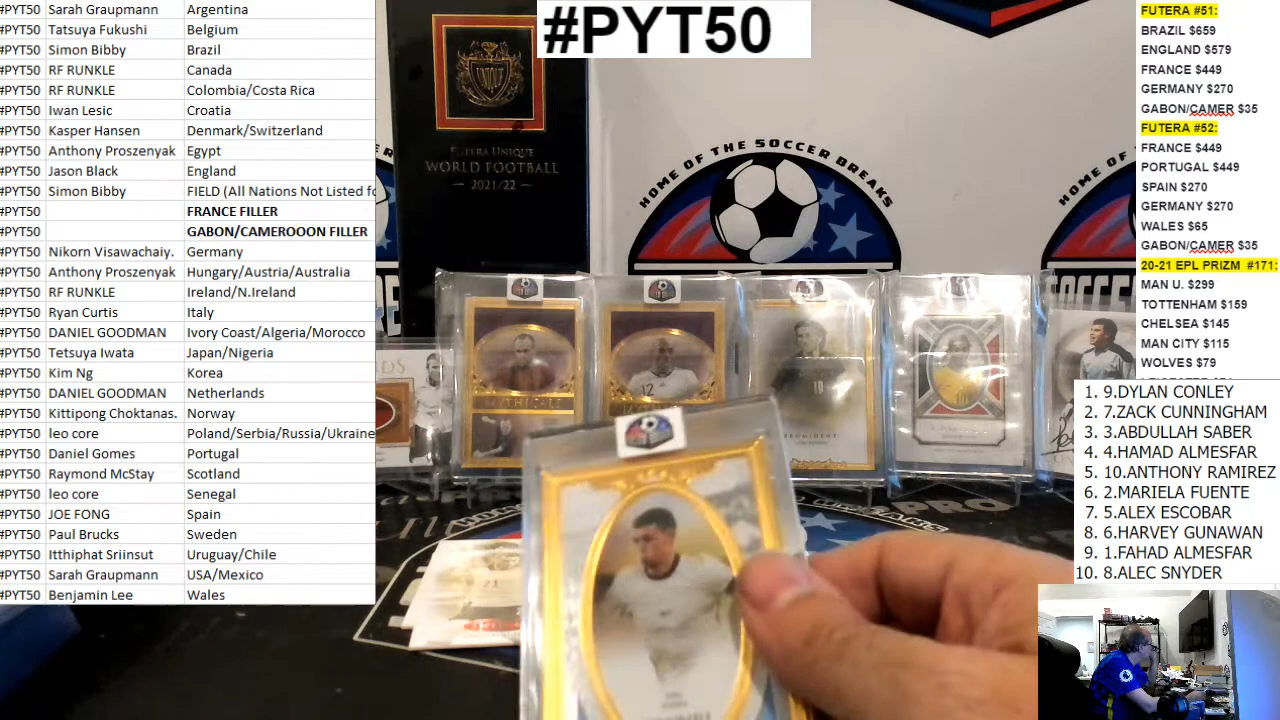 #PYT50 Sarah Graupmann Argentina
#PYT50 Tatsuya Fukushi Belgium
#PYT50 Simon Bibby Brazil
#PYT50 RF RUNKLE Canada
#PYT50 RF RUNKLE Colombia/Costa Rica
#PYT50 Iwan Lesic Croatia
#PYT50 Kasper Hansen Denmark/Switzerland
#PYT50 Anthony Proszenyak Egypt
#PYT50 Jason Black England
#PYT50 Simon Bibby FIELD (All Nations Not Listed fo
#PYT50 FRANCE FILLER
#PYT50 GABON/CAMEROOON FILLER
#PYT50 Nikorn Visawachaiy. Germany
#PYT50 Anthony Proszenyak Hungary/Austria/Australia
#PYT50 RF RUNKLE Ireland/N.Ireland
#PYT50 Ryan Curtis Italy
#PYT50 DANIEL GOODMAN Ivory Coast/Algeria/Morocco
#PYT50 Tetsuya Iwata Japan/Nigeria
#PYT50 Kim Ng Korea
#PYT50 DANIEL GOODMAN Netherlands
#PYT50 Kittipong Choktanas. Norway
#PYT50 leo core Poland/Serbia/Russia/Ukraine
#PYT50 Daniel Gomes Portugal
#PYT50 Raymond McStay Scotland
#PYT50 leo core Senegal
#PYT50 JOE FONG Spain
#PYT50 Paul Brucks Sweden
#PYT50 Itthiphat Sriinsut Uruguay/Chile
#PYT50 Sarah Graupmann USA/Mexico
#PYT50 Benjamin Lee Wales
#PYT50
UNIQUE
FUTERA UNIQUE
WORLD FOOTBALL
2021/22
HOME OF THE SOCCER BREAKS
HOME OF
SOCCER
MYTHICALS
12
10
PROMINENT
PRO
FUTERA #51:
BRAZIL $659
ENGLAND $579
FRANCE $449
GERMANY $270
GABON/CAMER $35
FUTERA #52:
FRANCE $449
PORTUGAL $449
SPAIN $270
GERMANY $270
WALES $65
GABON/CAMER $35
20-21 EPL PRIZM #171:
MAN U. $299
TOTTENHAM $159
CHELSEA $145
MAN CITY $115
WOLVES $79
1. 9.DYLAN CONLEY
2. 7.ZACK CUNNINGHAM
3. 3.ABDULLAH SABER
4. 4.HAMAD ALMESFAR
5. 10.ANTHONY RAMIREZ
6. 2.MARIELA FUENTE
7. 5.ALEX ESCOBAR
8. 6.HARVEY GUNAWAN
9. 1.FAHAD ALMESFAR
10. 8.ALEC SNYDER